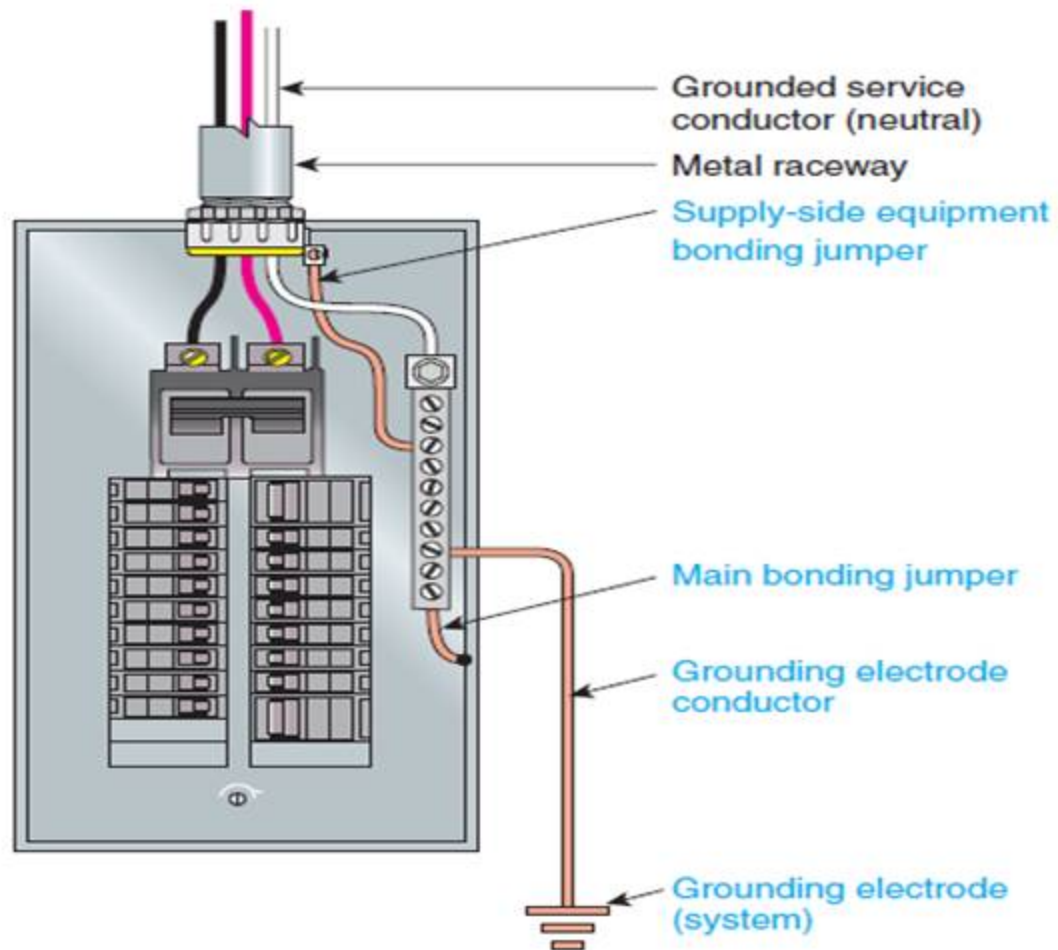 Grounded service
conductor (neutral)
Metal raceway
Supply-side equipment
bonding jumper
Main bonding jumper
Grounding electrode
conductor
Grounding electrode
(system)